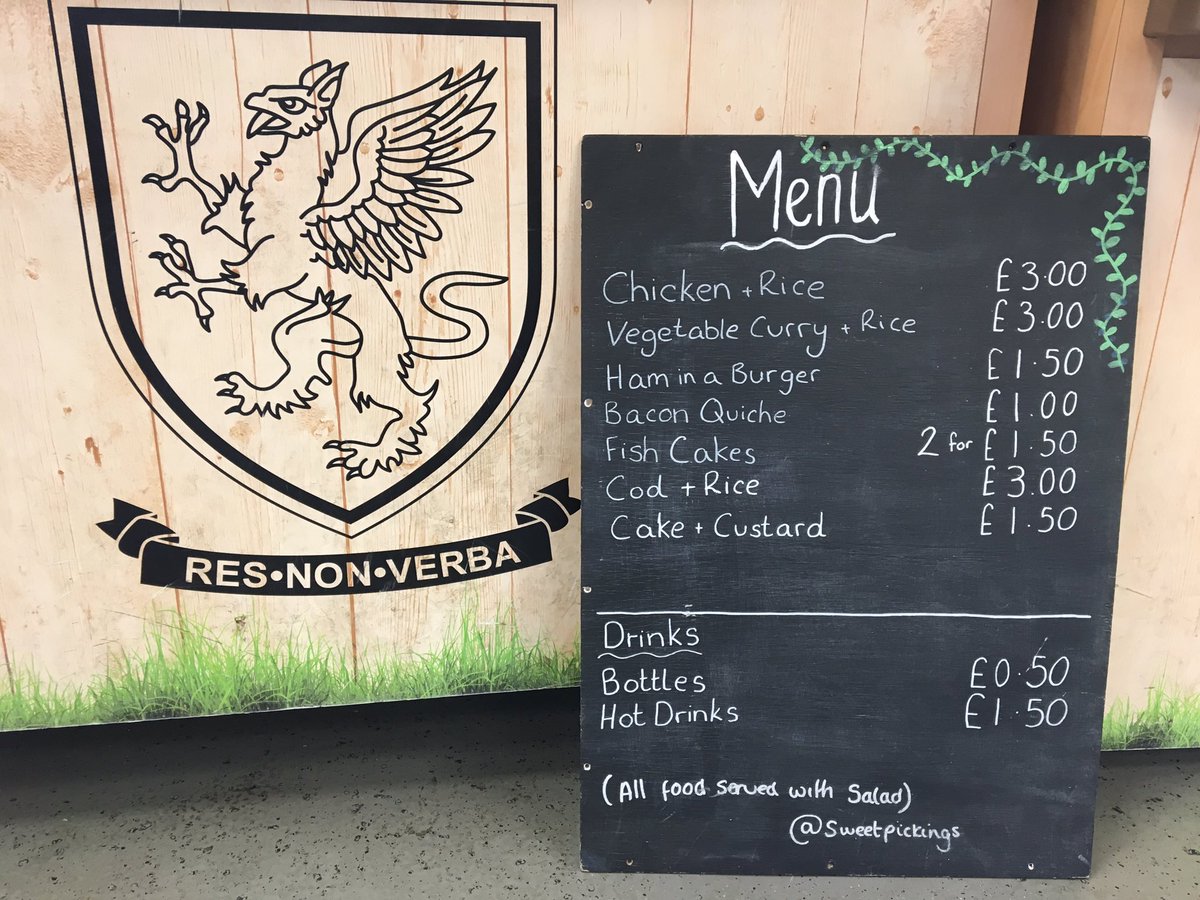 RES•NON•VERBA
Menu
Chicken + Rice £3.00
Vegetable Curry + Rice £3.00
Ham in a Burger £1.50
Bacon Quiche £1.00
Fish Cakes 2 for £1.50
Cod + Rice £3.00
Cake + Custard £1.50
Drinks
Bottles £0.50
Hot Drinks £1.50
(All food served with Salad)
@Sweetpickings